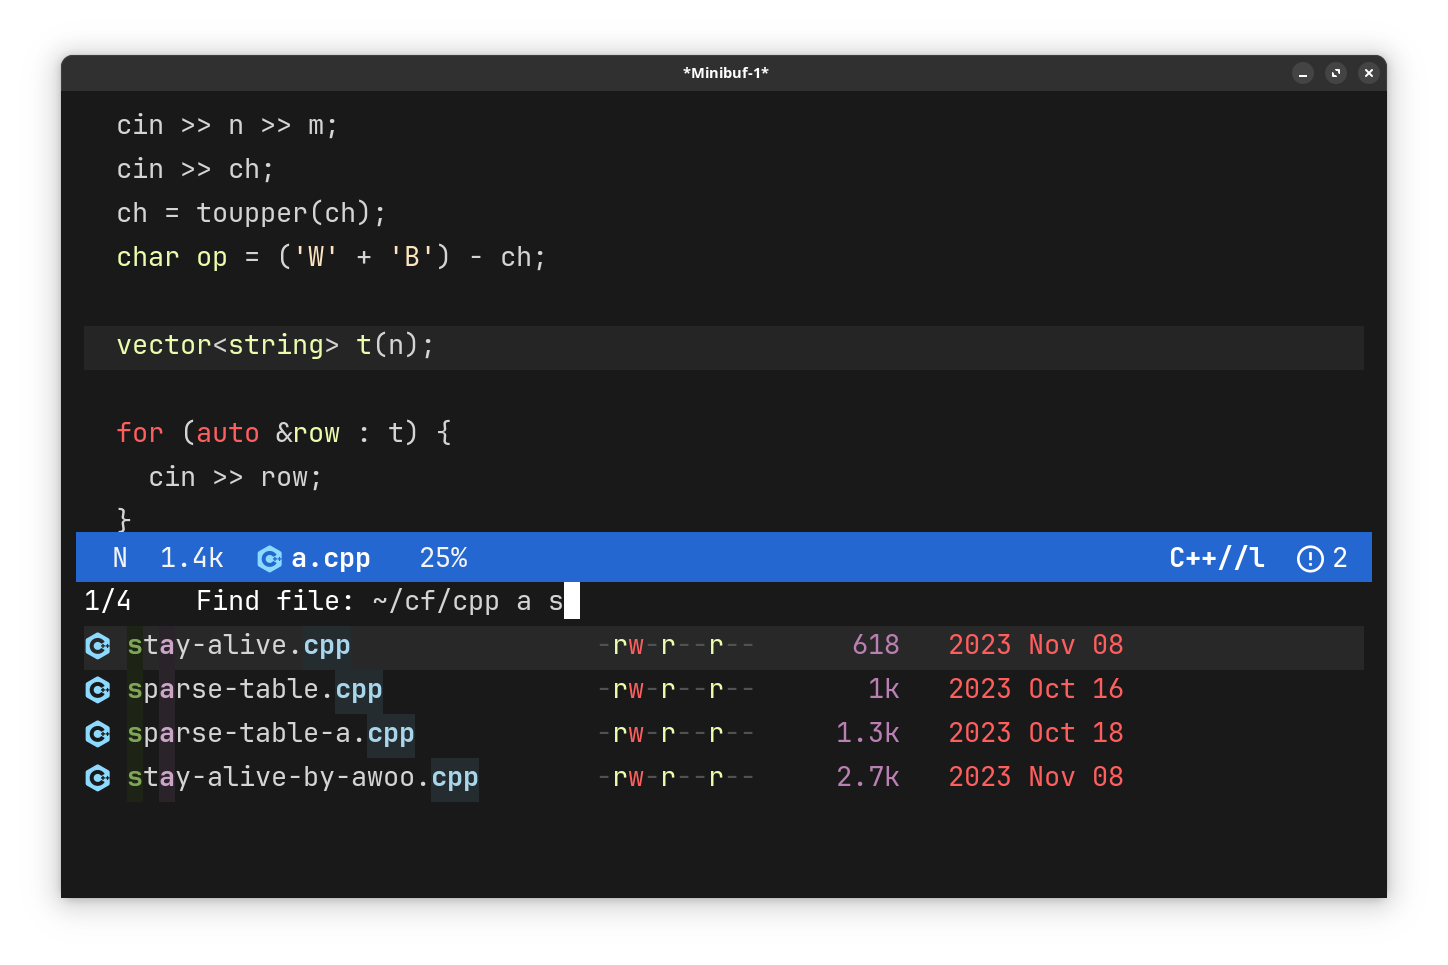 *Minibuf-1*
cin >> n >> m;
cin >> ch;
ch = toupper(ch);
char op = ('W' + 'B') - ch;
vector<string> t(n);
for (auto &row : t) {
cin >> row;
}
N 1.4k a.cpp 25% C++//l 2
1/4 Find file: ~/cf/cpp a s
stay-alive.cpp -rw-r--r-- 618 2023 Nov 08
sparse-table.cpp -rw-r--r-- 1k 2023 Oct 16
sparse-table-a.cpp -rw-r--r-- 1.3k 2023 Oct 18
stay-alive-by-awoo.cpp -rw-r--r-- 2.7k 2023 Nov 08